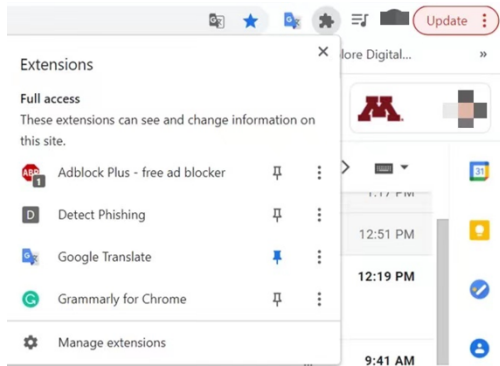 Update
Extensions
lore Digital...
»
Full access
These extensions can see and change information on
this site.
M
ABP
1
Adblock Plus - free ad blocker
31
D
Detect Phishing
12:51 PM
Google Translate
12:19 PM
G
Grammarly for Chrome
Manage extensions
9:41 AM